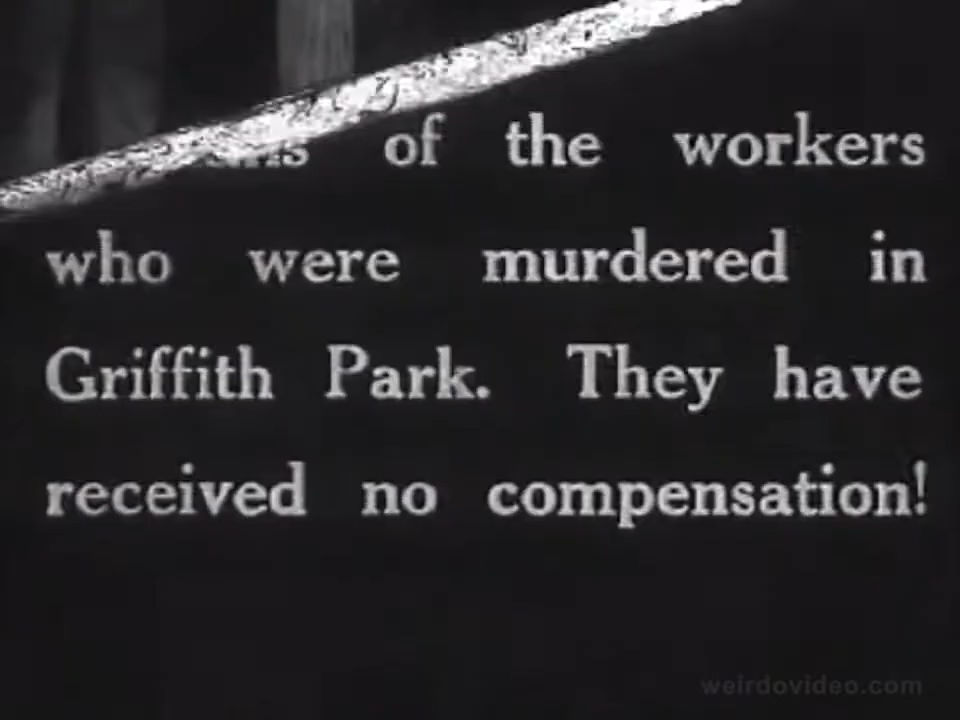 of the workers
who were murdered in
Griffith Park. They have
received no compensation!
weirdovideo.com